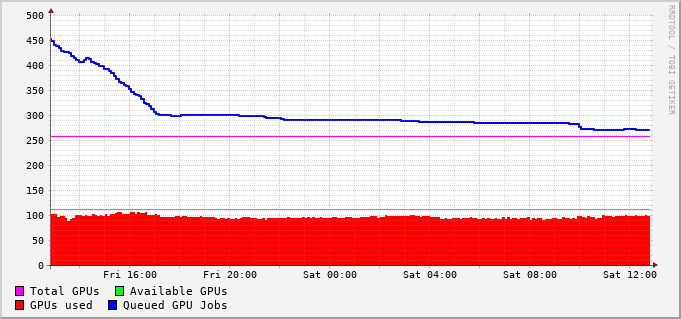 500
450
400
350
300
250
200
150
100
50
0
Fri 16:00 Fri 20:00 Sat 00:00 Sat 04:00 Sat 08:00 Sat 12:00
Total GPUs Available GPUs
GPUs used Queued GPU Jobs
RRDTOOL / TOBI OETIKER